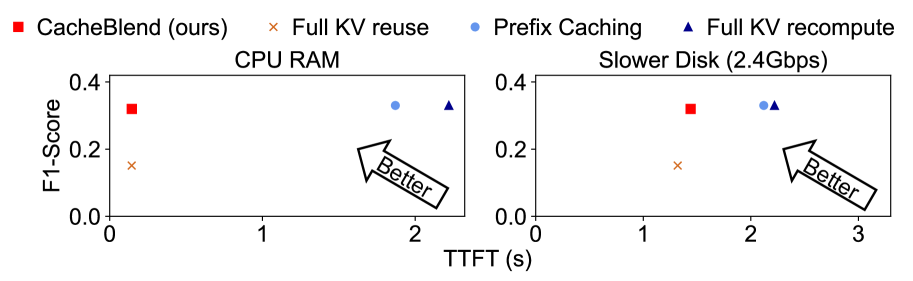 CacheBlend (ours) Full KV reuse Prefix Caching Full KV recompute
CPU RAM Slower Disk (2.4Gbps)
F1-Score
0.4
0.2
0.0
0 1 2
Better
0.4
0.2
0.0
0 1 2 3
Better
TTFT (s)